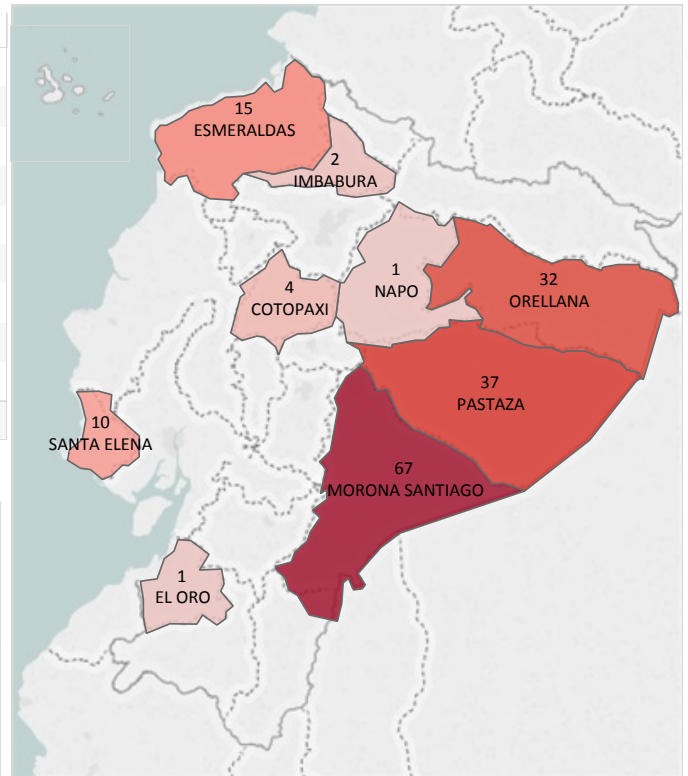 15
ESMERALDAS
2
IMBABURA
1
NAPO
4
COTOPAXI
32
ORELLANA
37
PASTAZA
10
SANTA ELENA
67
MORONA SANTIAGO
1
EL ORO